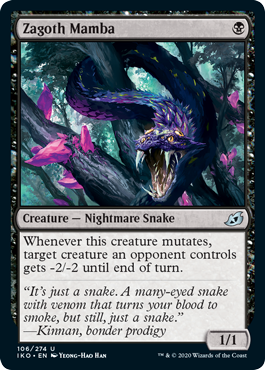 Zagoth Mamba
Creature — Nightmare Snake
Whenever this creature mutates,
target creature an opponent controls
gets -2/-2 until end of turn.
“It’s just a snake. A many-eyed snake
with venom that turns your blood to
smoke, but still, just a snake.”
—Kinnan, bonder prodigy
1/1
106/274 U
IKO • EN Yeong-Hao Han
™ & © 2020 Wizards of the Coast